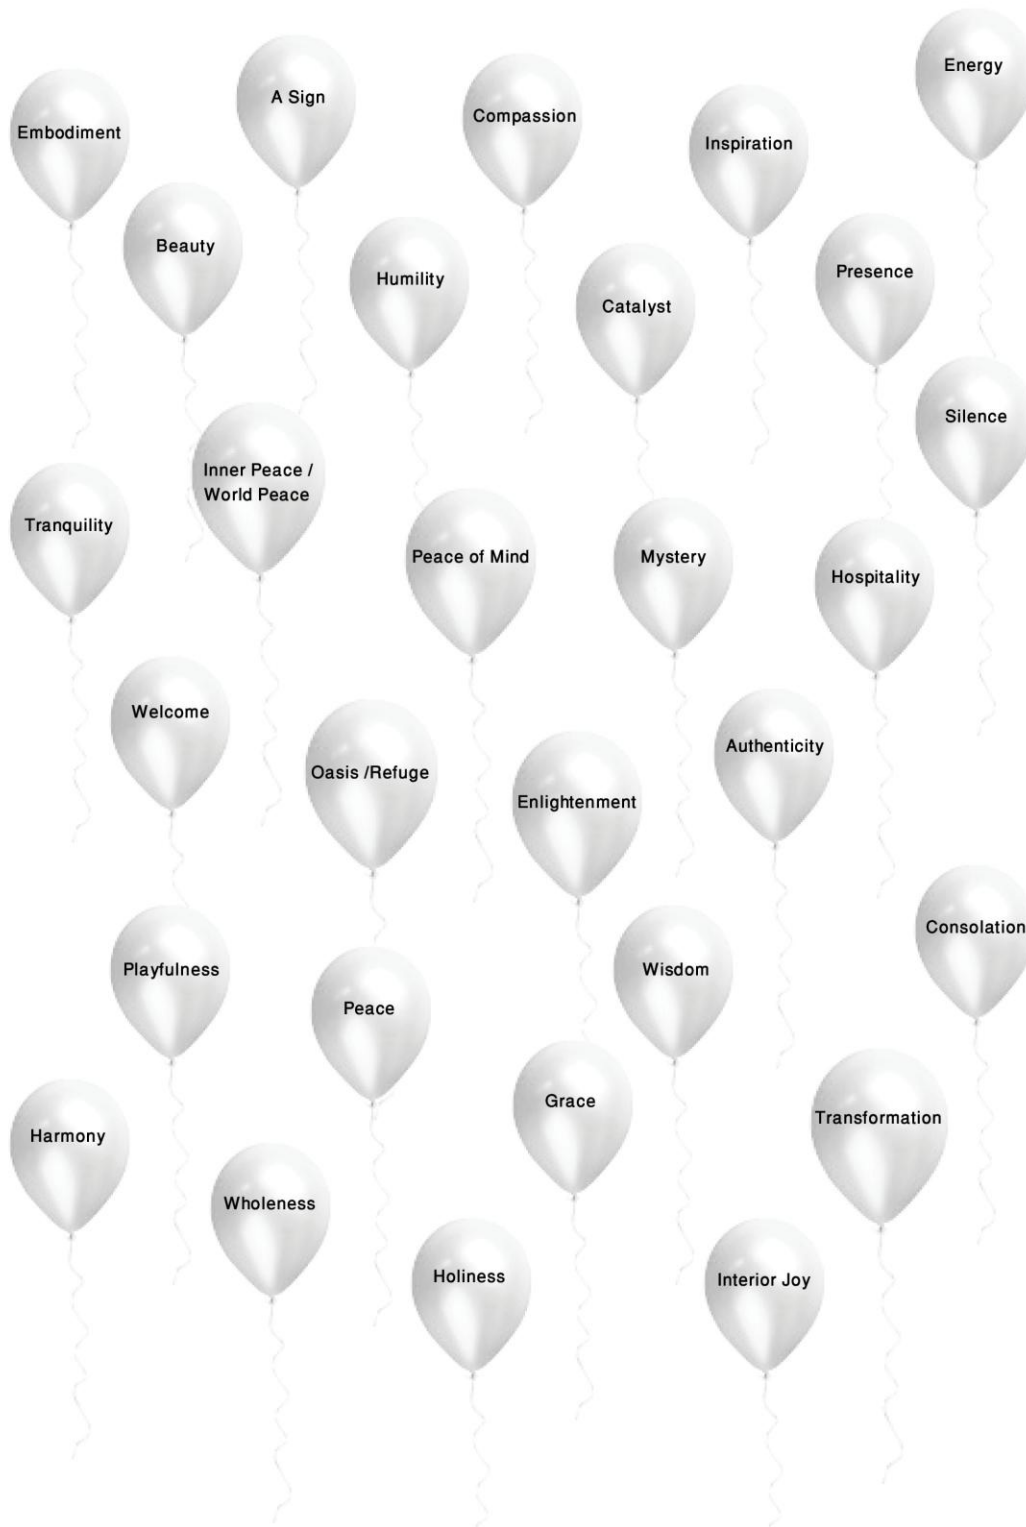 Energy
A Sign
Compassion
Embodiment
Inspiration
Beauty
Humility
Presence
Catalyst
Silence
Inner Peace /
World Peace
Tranquility
Peace of Mind
Mystery
Hospitality
Welcome
Authenticity
Oasis /Refuge
Enlightenment
Consolation
Playfulness
Wisdom
Peace
Grace
Transformation
Harmony
Wholeness
Holiness
Interior Joy